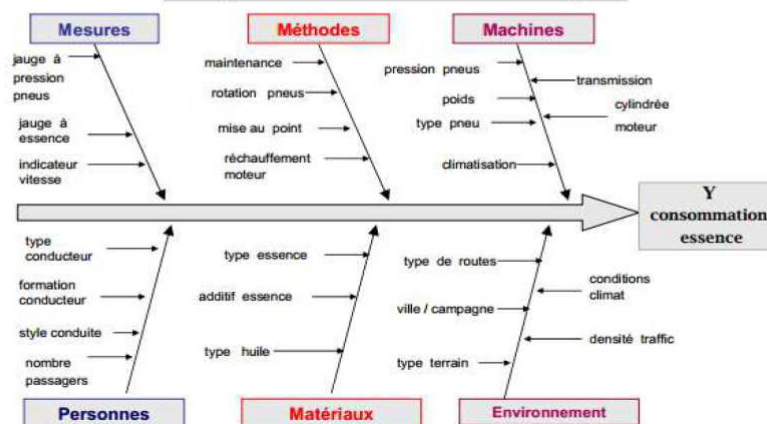 Mesures
Méthodes
Machines
jauge à
pression
pneus
jauge à
essence
indicateur
vitesse
maintenance
rotation pneus
mise au point
réchauffement
moteur
pression pneus
transmission
poids
cylindrée
moteur
type pneu
climatisation
Y
consommation
essence
type
conducteur
formation
conducteur
style conduite
nombre
passagers
type essence
additif essence
type huile
type de routes
conditions
climat
ville / campagne
densité traffic
type terrain
Personnes
Matériaux
Environnement